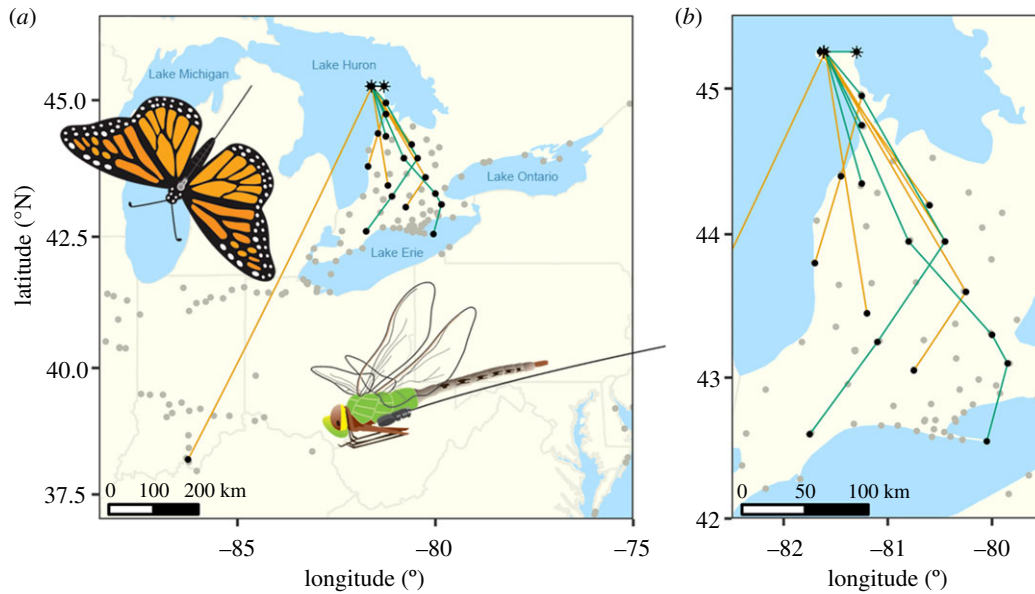 (a)
(b)
Lake Michigan
Lake Huron
Lake Ontario
Lake Erie
45.0
42.5
40.0
37.5
latitude (°N)
0 100 200 km
–85 –80 –75
longitude (º)
45
44
43
42
0 50 100 km
–82 –81 –80
longitude (º)